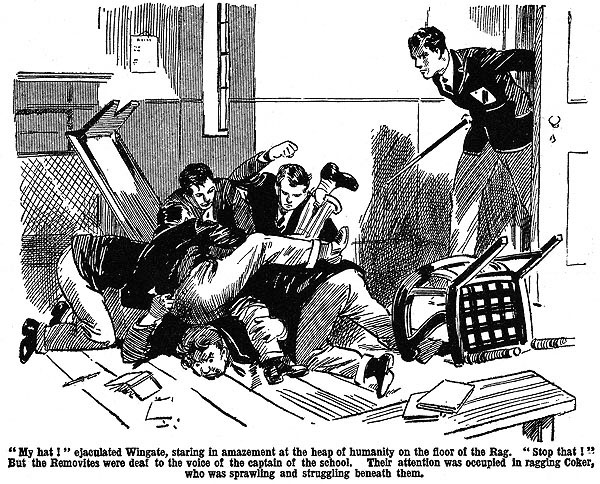 "My hat!" ejaculated Wingate, staring in amazement at the heap of humanity on the floor of the Rag. "Stop that!"
But the Removites were deaf to the voice of the captain of the school. Their attention was occupied in ragging Coker,
who was sprawling and struggling beneath them.